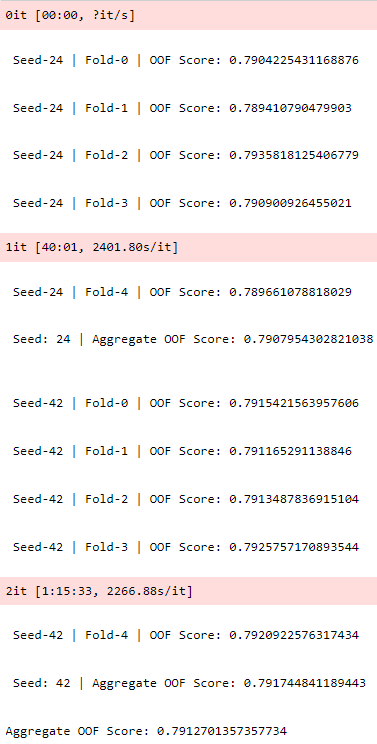 0it [00:00, ?it/s]
Seed-24 | Fold-0 | OOF Score: 0.7904225431168876
Seed-24 | Fold-1 | OOF Score: 0.789410790479903
Seed-24 | Fold-2 | OOF Score: 0.7935818125406779
Seed-24 | Fold-3 | OOF Score: 0.790900926455021
1it [40:01, 2401.80s/it]
Seed-24 | Fold-4 | OOF Score: 0.789661078818029
Seed: 24 | Aggregate OOF Score: 0.7907954302821038
Seed-42 | Fold-0 | OOF Score: 0.7915421563957606
Seed-42 | Fold-1 | OOF Score: 0.791165291138846
Seed-42 | Fold-2 | OOF Score: 0.7913487836915104
Seed-42 | Fold-3 | OOF Score: 0.7925757170893544
2it [1:15:33, 2266.88s/it]
Seed-42 | Fold-4 | OOF Score: 0.7920922576317434
Seed: 42 | Aggregate OOF Score: 0.791744841189443
Aggregate OOF Score: 0.7912701357357734